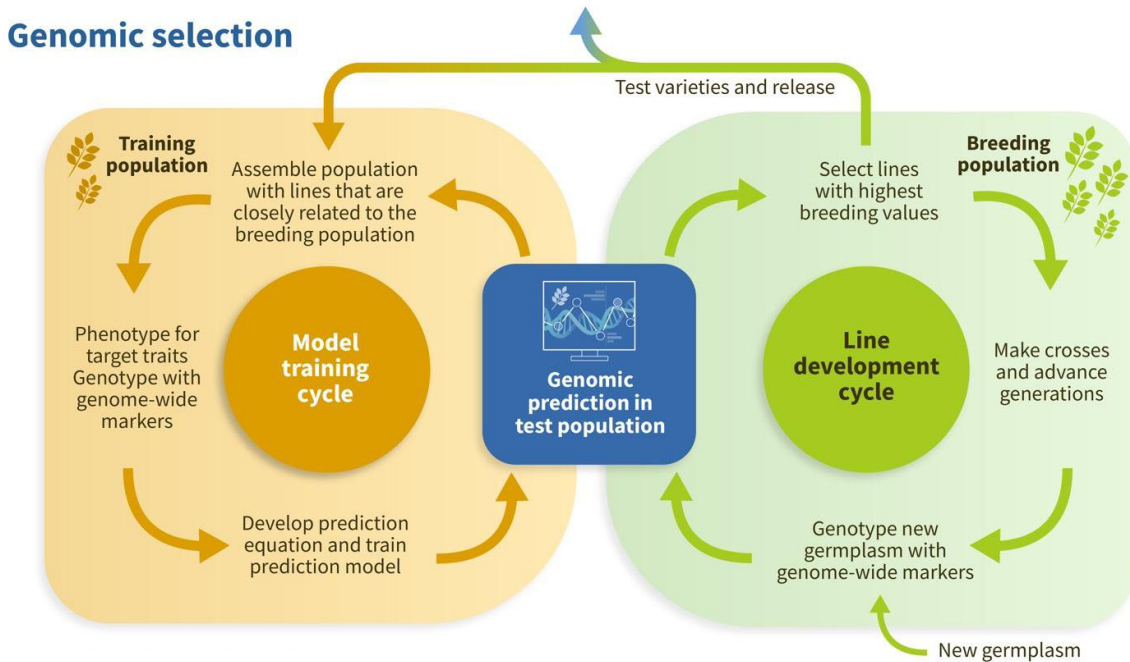 Genomic selection
Test varieties and release
Training
population
Assemble population
with lines that are
closely related to the
breeding population
Phenotype for
target traits
Genotype with
genome-wide
markers
Model
training
cycle
Develop prediction
equation and train
prediction model
Genomic
prediction in
test population
Breeding
population
Select lines
with highest
breeding values
Line
development
cycle
Make crosses
and advance
generations
Genotype new
germplasm with
genome-wide markers
New germplasm